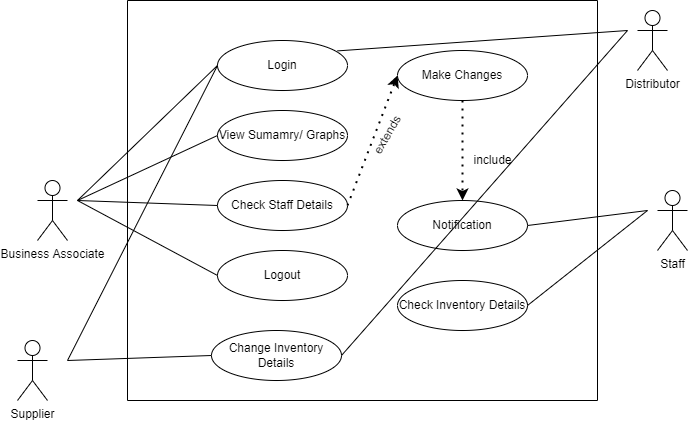 Login
Make Changes
Distributor
View Sumamry/ Graphs
extends
include
Check Staff Details
Notification
Business Associate
Staff
Logout
Check Inventory Details
Change Inventory
Details
Supplier